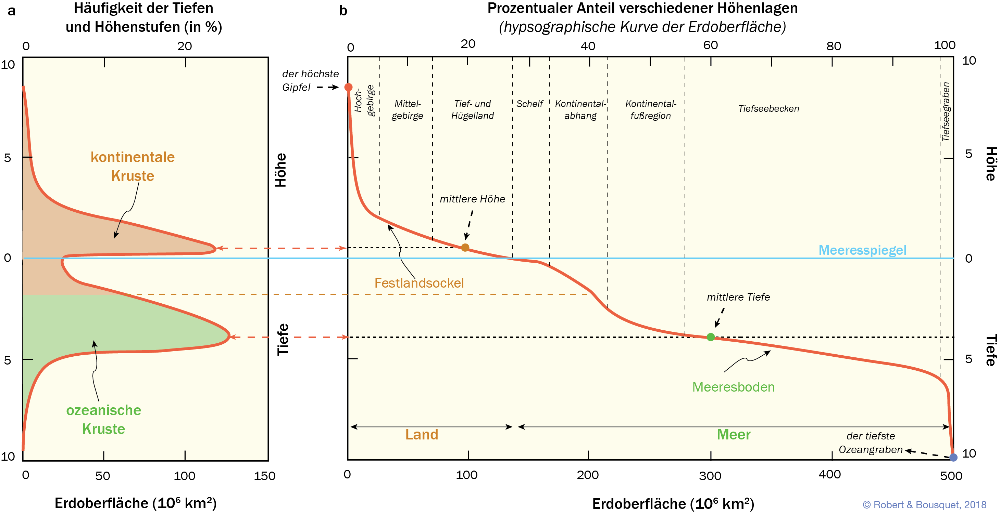 a
Häufigkeit der Tiefen
und Höhenstufen (in %)
0 20
10
5
0
5
10
kontinentale
Kruste
ozeanische
Kruste
Höhe
Tiefe
0 50 100 150
Erdoberfläche (10⁶ km²)
b
Prozentualer Anteil verschiedener Höhenlagen
(hypsographische Kurve der Erdoberfläche)
0 20 40 60 80 100
der höchste
Gipfel
Hoch-
gebirge
Mittel-
gebirge
Tief- und
Hügelland
Schelf
Kontinental-
abhang
Kontinental-
fußregion
Tiefseebecken
Tiefseegraben
mittlere Höhe
Meeresspiegel
Festlandsockel
mittlere Tiefe
Meeresboden
Land
Meer
der tiefste
Ozeangraben
10
5
0
5
10
Höhe
Tiefe
0 100 200 300 400 500
Erdoberfläche (10⁶ km²)
© Robert & Bousquet, 2018